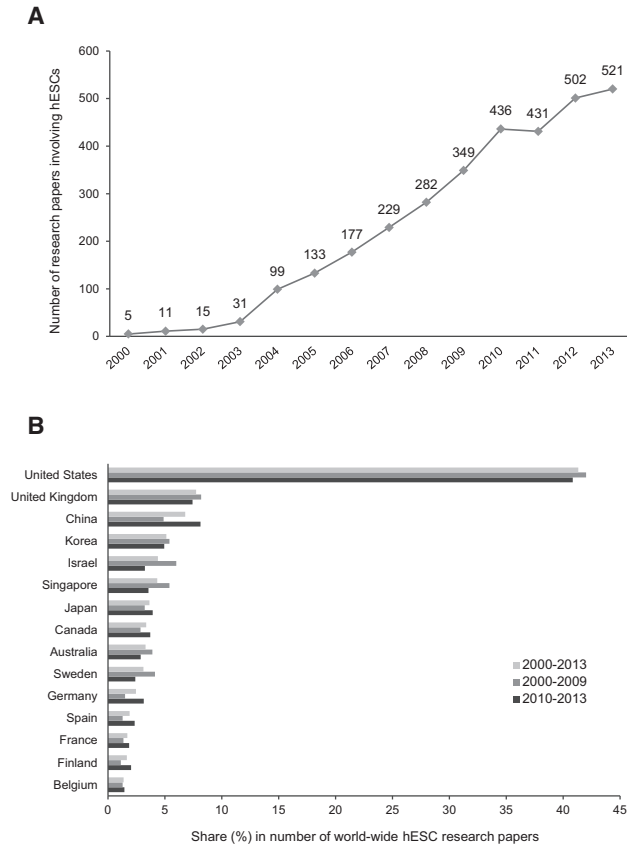 A
Number of research papers involving hESCs
600
500
400
300
200
100
0
5
11
15
31
99
133
177
229
282
349
436
431
502
521
2000
2001
2002
2003
2004
2005
2006
2007
2008
2009
2010
2011
2012
2013
B
United States
United Kingdom
China
Korea
Israel
Singapore
Japan
Canada
Australia
Sweden
Germany
Spain
France
Finland
Belgium
2000-2013
2000-2009
2010-2013
0
5
10
15
20
25
30
35
40
45
Share (%) in number of world-wide hESC research papers